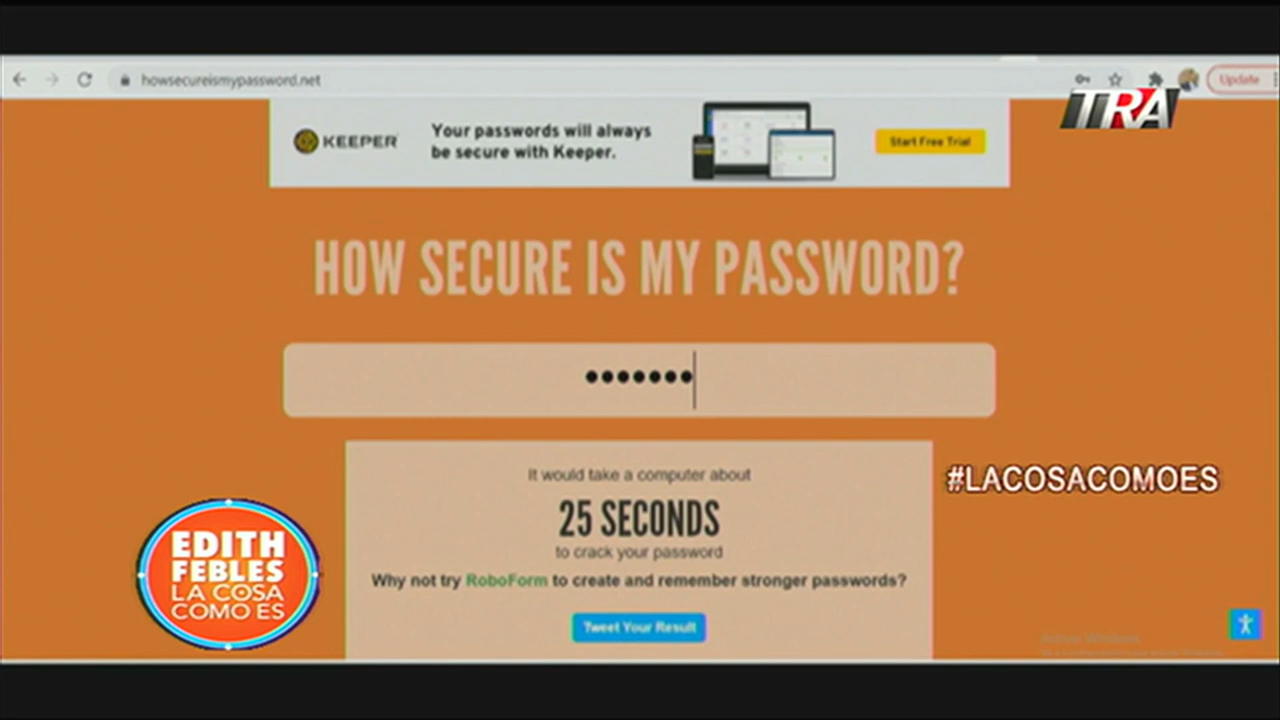 howsecureismypassword.net
Update
TRA
KEEPER
Your passwords will always
be secure with Keeper.
Start Free Trial
HOW SECURE IS MY PASSWORD?
It would take a computer about
25 SECONDS
to crack your password
Why not try RoboForm to create and remember stronger passwords?
Tweet Your Result
#LACOSACOMOES
EDITH
FEBLES
LA COSA
COMO ES
Activate Windows